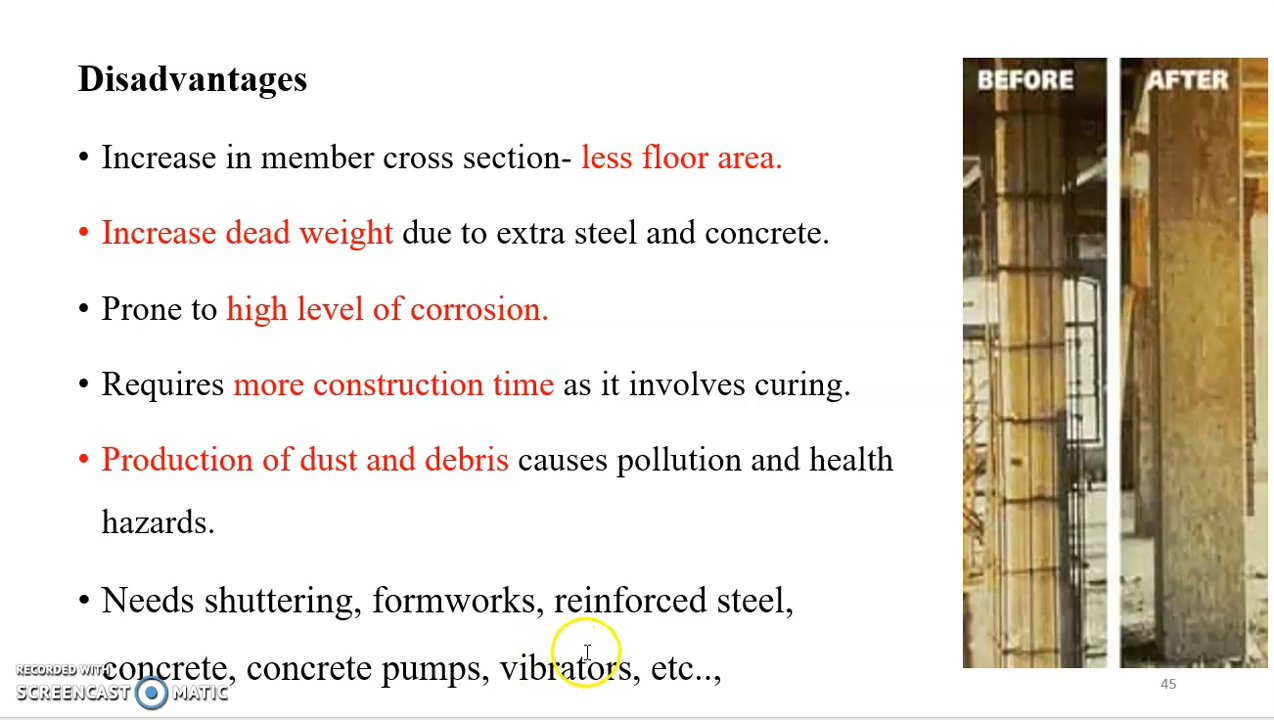 Disadvantages
BEFORE
AFTER
• Increase in member cross section- less floor area.
• Increase dead weight due to extra steel and concrete.
• Prone to high level of corrosion.
• Requires more construction time as it involves curing.
• Production of dust and debris causes pollution and health
hazards.
• Needs shuttering, formworks, reinforced steel,
concrete, concrete pumps, vibrators, etc..,
RECORDED WITH
SCREENCAST MATIC
45